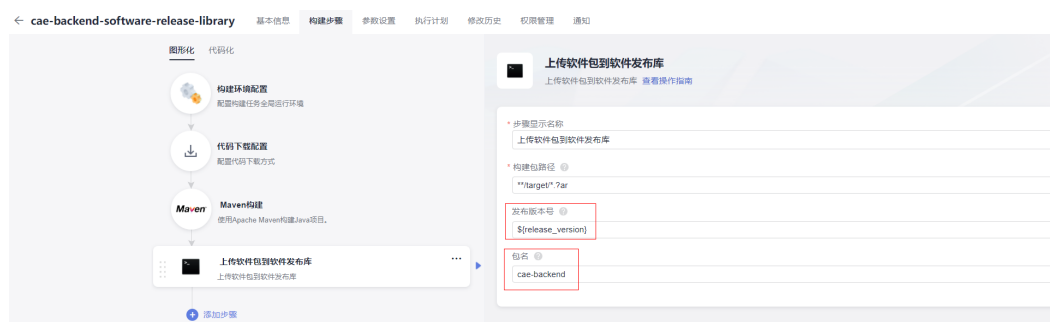 ← cae-backend-software-release-library 基本信息 构建步骤 参数设置 执行计划 修改历史 权限管理 通知
图形化 代码化
构建环境配置
配置构建任务全局运行环境
代码下载配置
配置代码下载方式
Maven
Maven构建
使用Apache Maven构建Java项目。
上传软件包到软件发布库
上传软件包到软件发布库
添加步骤
上传软件包到软件发布库
上传软件包到软件发布库 查看操作指南
* 步骤显示名称
上传软件包到软件发布库
* 构建包路径
**/target/*.?ar
发布版本号
${release_version}
包名
cae-backend